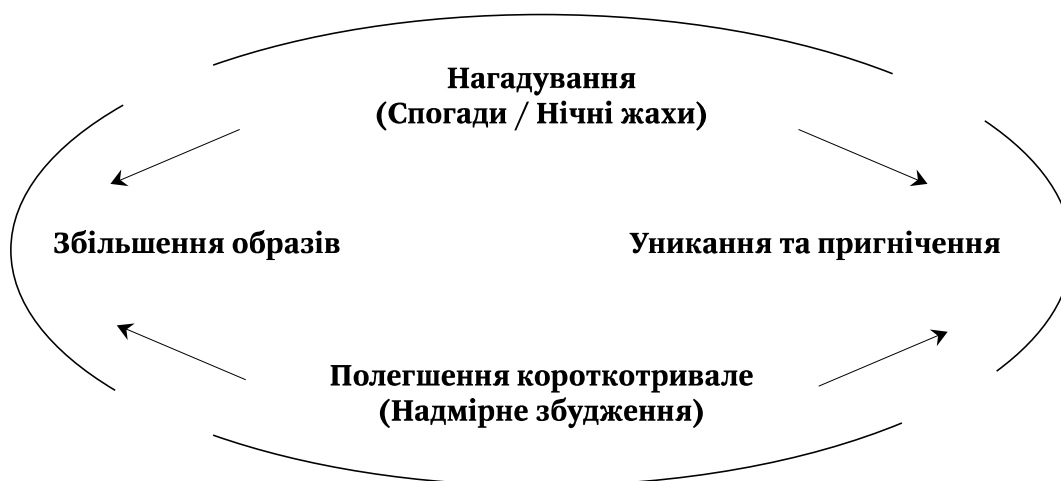 Нагадування
(Спогади / Нічні жахи)
Збільшення образів
Уникання та пригнічення
Полегшення короткотривале
(Надмірне збудження)